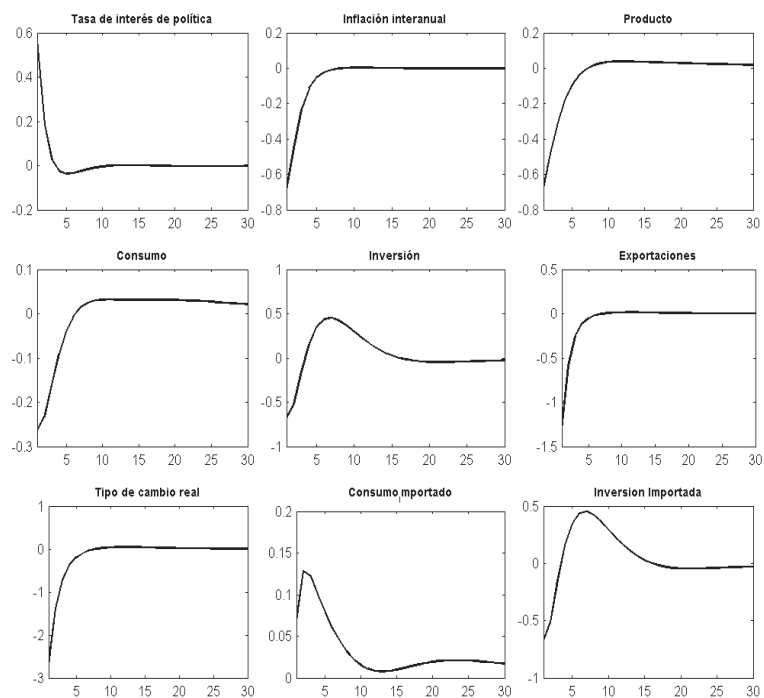 Tasa de interés de política
0.6
0.4
0.2
0
-0.2
5 10 15 20 25 30
Inflación interanual
0.2
0
-0.2
-0.4
-0.6
-0.8
5 10 15 20 25 30
Producto
0.2
0
-0.2
-0.4
-0.6
-0.8
5 10 15 20 25 30
Consumo
0.1
0
-0.1
-0.2
-0.3
5 10 15 20 25 30
Inversión
1
0.5
0
-0.5
-1
5 10 15 20 25 30
Exportaciones
0.5
0
-0.5
-1
-1.5
5 10 15 20 25 30
Tipo de cambio real
1
0
-1
-2
-3
5 10 15 20 25 30
Consumo importado
0.2
0.15
0.1
0.05
0
5 10 15 20 25 30
Inversion Importada
0.5
0
-0.5
-1
5 10 15 20 25 30